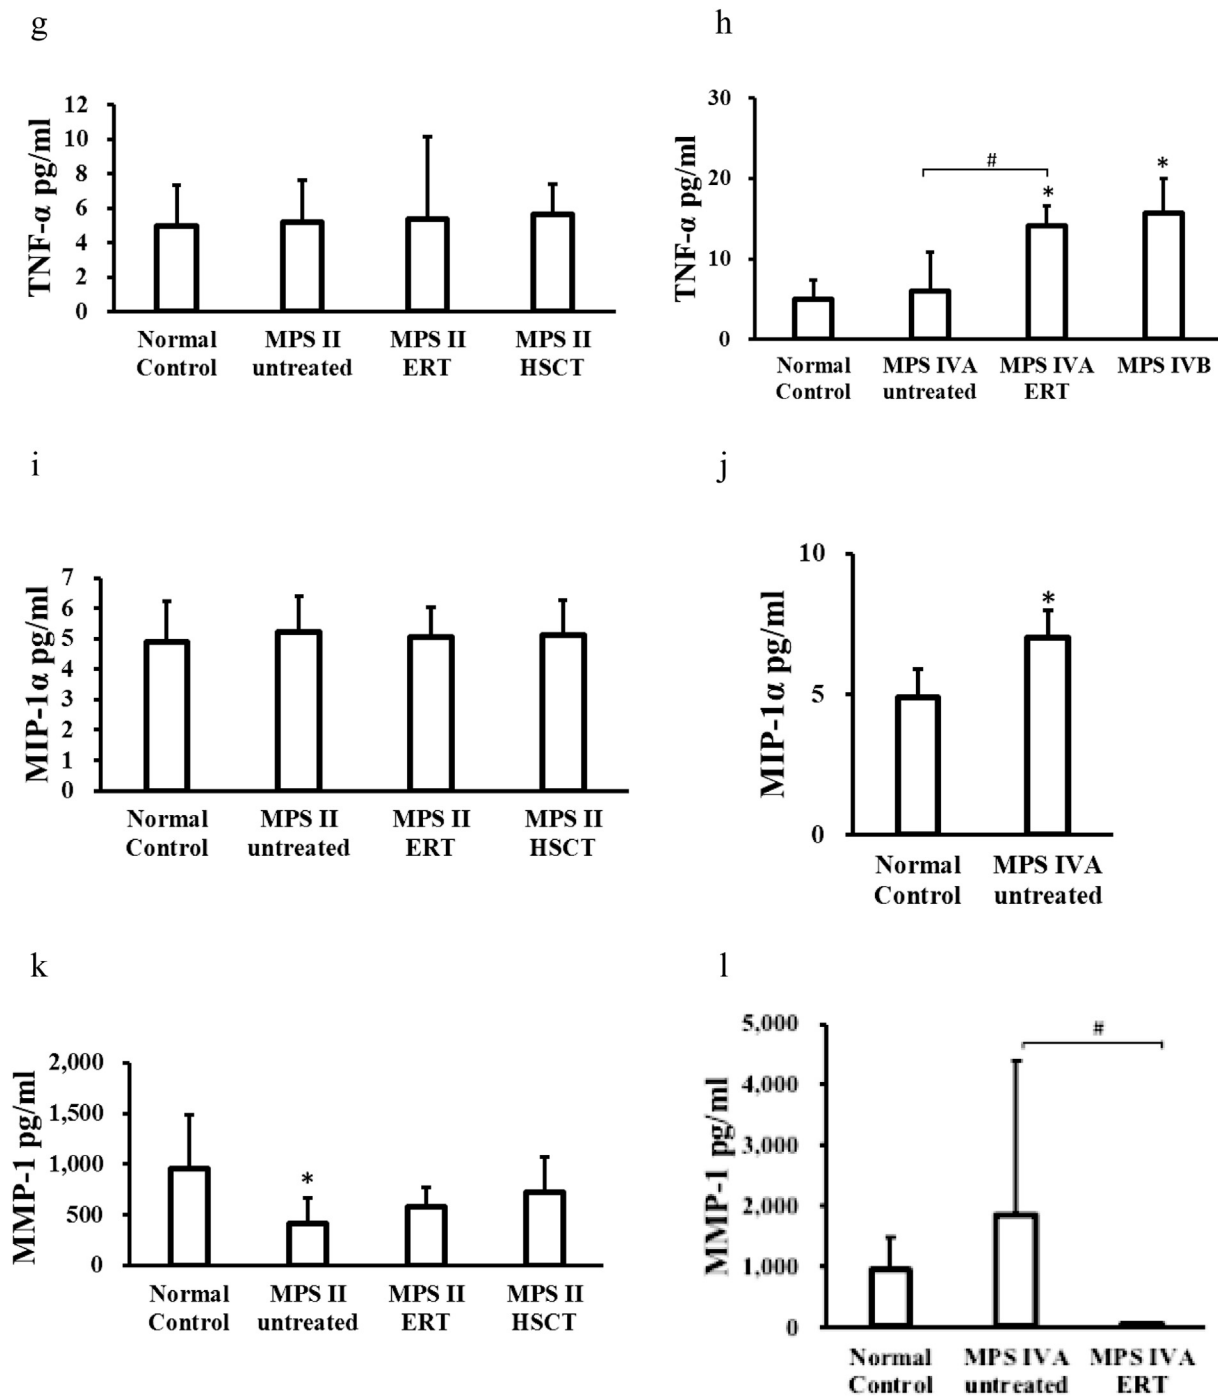 g
TNF-α pg/ml
12
10
8
6
4
2
0
Normal Control
MPS II untreated
MPS II ERT
MPS II HSCT
h
TNF-α pg/ml
30
20
10
0
#
*
*
Normal Control
MPS IVA untreated
MPS IVA ERT
MPS IVB
i
MIP-1α pg/ml
7
6
5
4
3
2
1
0
Normal Control
MPS II untreated
MPS II ERT
MPS II HSCT
j
MIP-1α pg/ml
10
5
0
*
Normal Control
MPS IVA untreated
k
MMP-1 pg/ml
2,000
1,500
1,000
500
0
*
Normal Control
MPS II untreated
MPS II ERT
MPS II HSCT
l
MMP-1 pg/ml
5,000
4,000
3,000
2,000
1,000
0
#
Normal Control
MPS IVA untreated
MPS IVA ERT